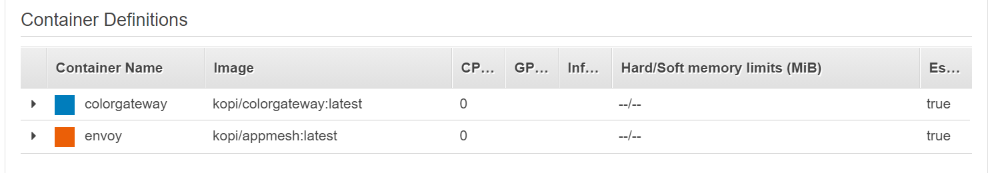 Container Definitions
Container Name Image CP... GP... Inf... Hard/Soft memory limits (MiB) Es...
colorgateway kopi/colorgateway:latest 0 --/-- true
envoy kopi/appmesh:latest 0 --/-- true